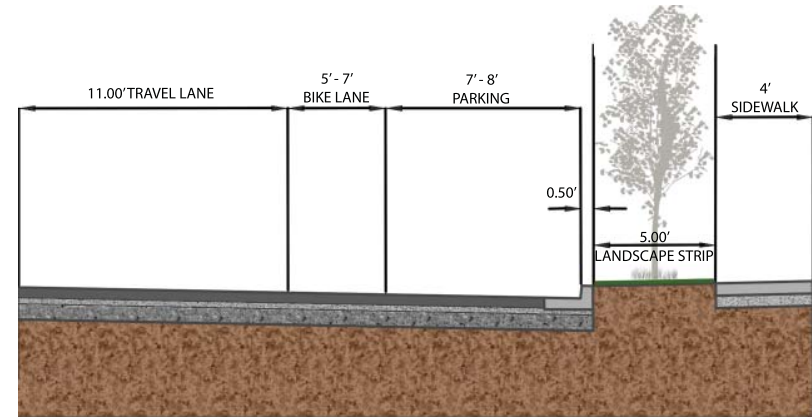 11.00’ TRAVEL LANE
5’ - 7’
BIKE LANE
7’ - 8’
PARKING
4’
SIDEWALK
0.50’
5.00’
LANDSCAPE STRIP